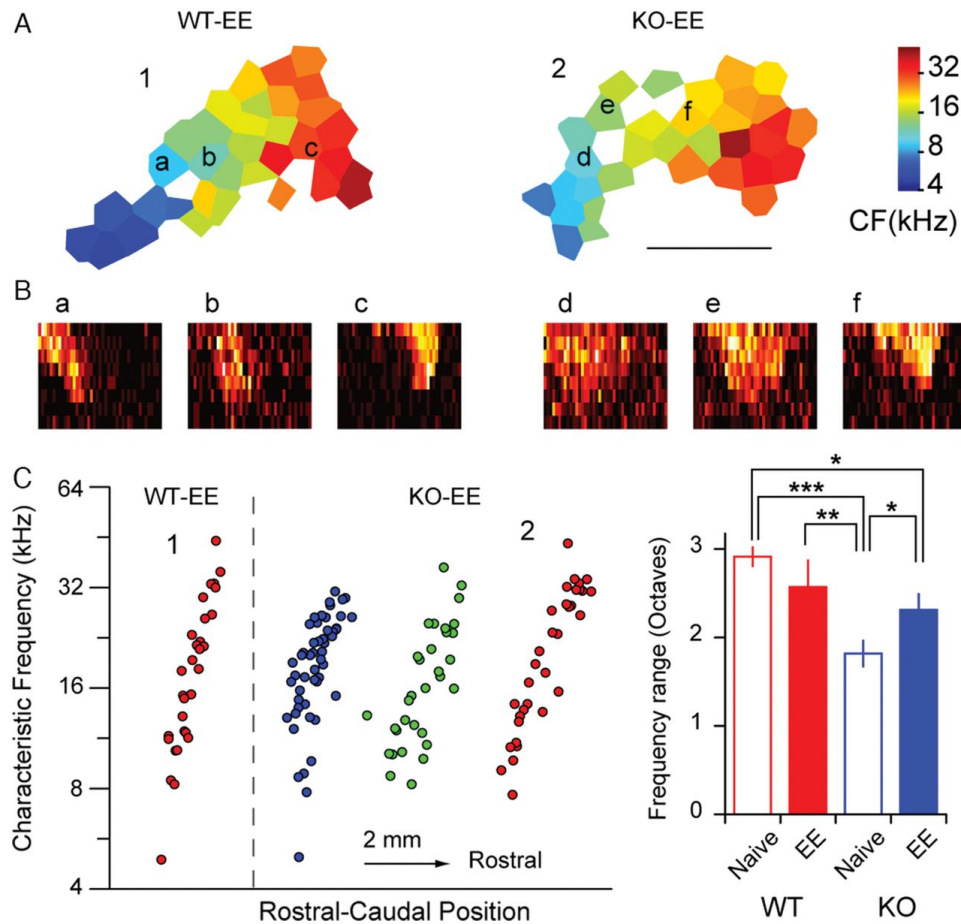 A
WT-EE
KO-EE
1
2
a
b
c
d
e
f
32
16
8
4
CF(kHz)
B
a
b
c
d
e
f
C
WT-EE
KO-EE
1
2
64
32
16
8
4
Characteristic Frequency (kHz)
2 mm
Rostral
Rostral-Caudal Position
*
***
**
*
3
2
1
0
Frequency range (Octaves)
Naive
EE
Naive
EE
WT
KO